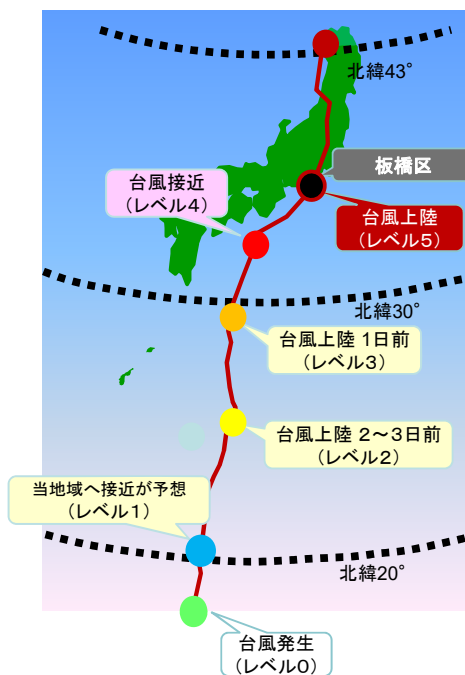 北緯43°
板橋区
台風接近
（レベル4）
台風上陸
（レベル5）
北緯30°
台風上陸 1日前
（レベル3）
台風上陸 2～3日前
（レベル2）
当地域へ接近が予想
（レベル1）
北緯20°
台風発生
（レベル0）